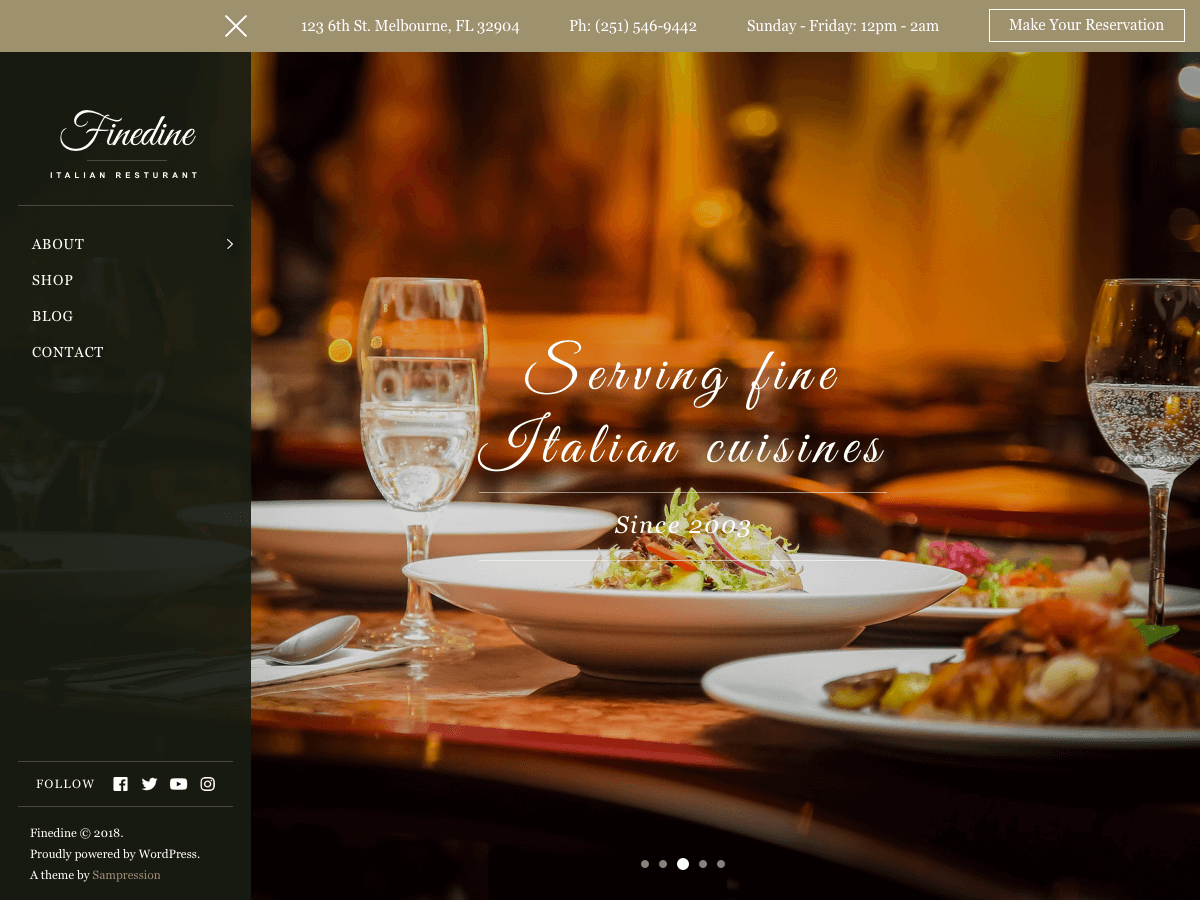 123 6th St. Melbourne, FL 32904
Ph: (251) 546-9442
Sunday - Friday: 12pm - 2am
Make Your Reservation
Finedine
ITALIAN RESTURANT
ABOUT
SHOP
BLOG
CONTACT
Serving fine
Italian cuisines
Since 2003
FOLLOW
Finedine © 2018.
Proudly powered by WordPress.
A theme by Sampression